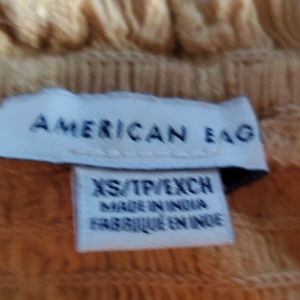 AMERICAN EAG
XS/TP/EXCH
MADE IN INDIA
FABRIQUÉ EN INDE